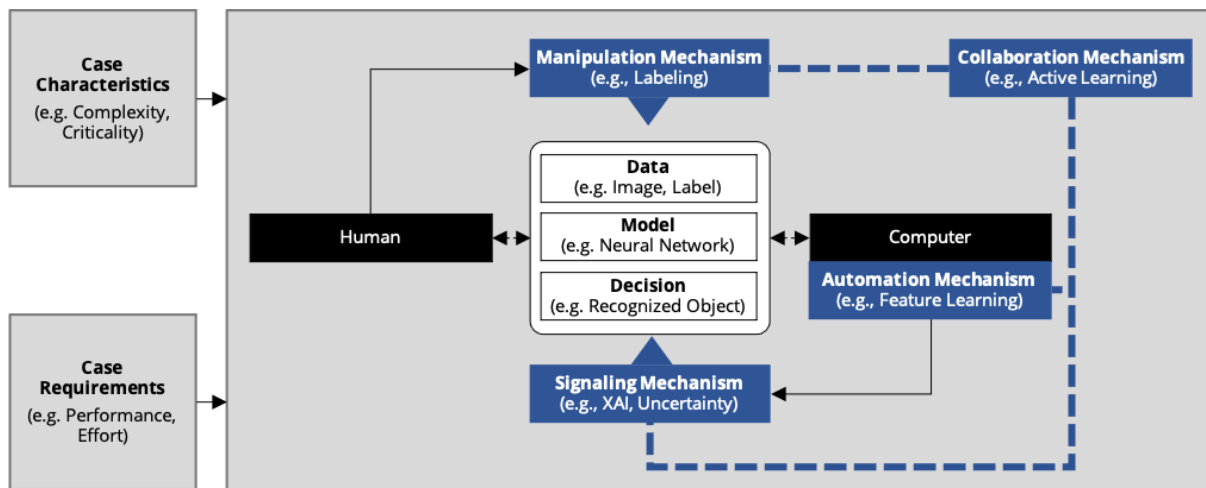 Case
Characteristics
(e.g. Complexity,
Criticality)
Case
Requirements
(e.g. Performance,
Effort)
Manipulation Mechanism
(e.g., Labeling)
Collaboration Mechanism
(e.g., Active Learning)
Data
(e.g. Image, Label)
Human
Model
(e.g. Neural Network)
Computer
Decision
(e.g. Recognized Object)
Automation Mechanism
(e.g., Feature Learning)
Signaling Mechanism
(e.g., XAI, Uncertainty)